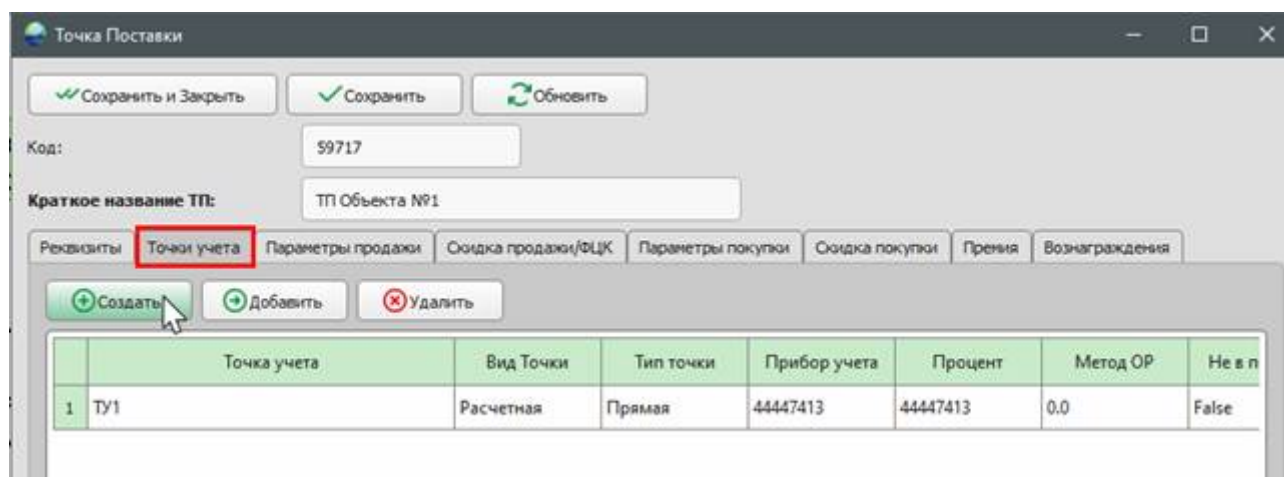 Точка Поставки
Сохранить и Закрыть Сохранить Обновить
Код: 59717
Краткое название ТП: ТП Объекта №1
Реквизиты Точки учета Параметры продажи Скидка продажи/ФЦК Параметры покупки Скидка покупки Премия Вознаграждения
Создать Добавить Удалить
Точка учета Вид Точки Тип точки Прибор учета Процент Метод ОР Не в п
1 ТУ1 Расчетная Прямая 44447413 44447413 0.0 False